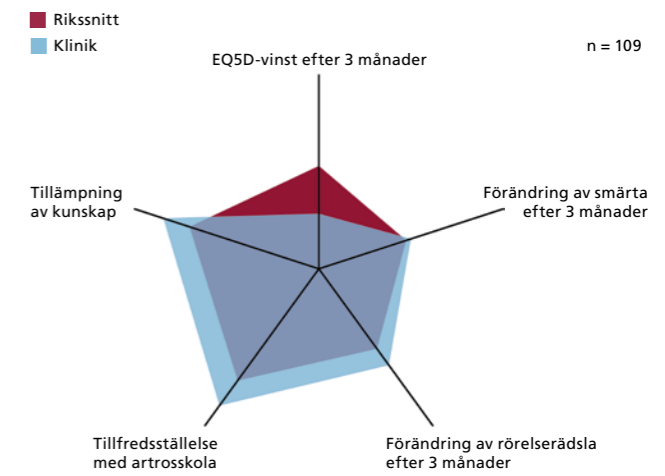 Rikssnitt
Klinik
n = 109
EQ5D-vinst efter 3 månader
Tillämpning
av kunskap
Förändring av smärta
efter 3 månader
Tillfredsställelse
med artrosskola
Förändring av rörelserädsla
efter 3 månader